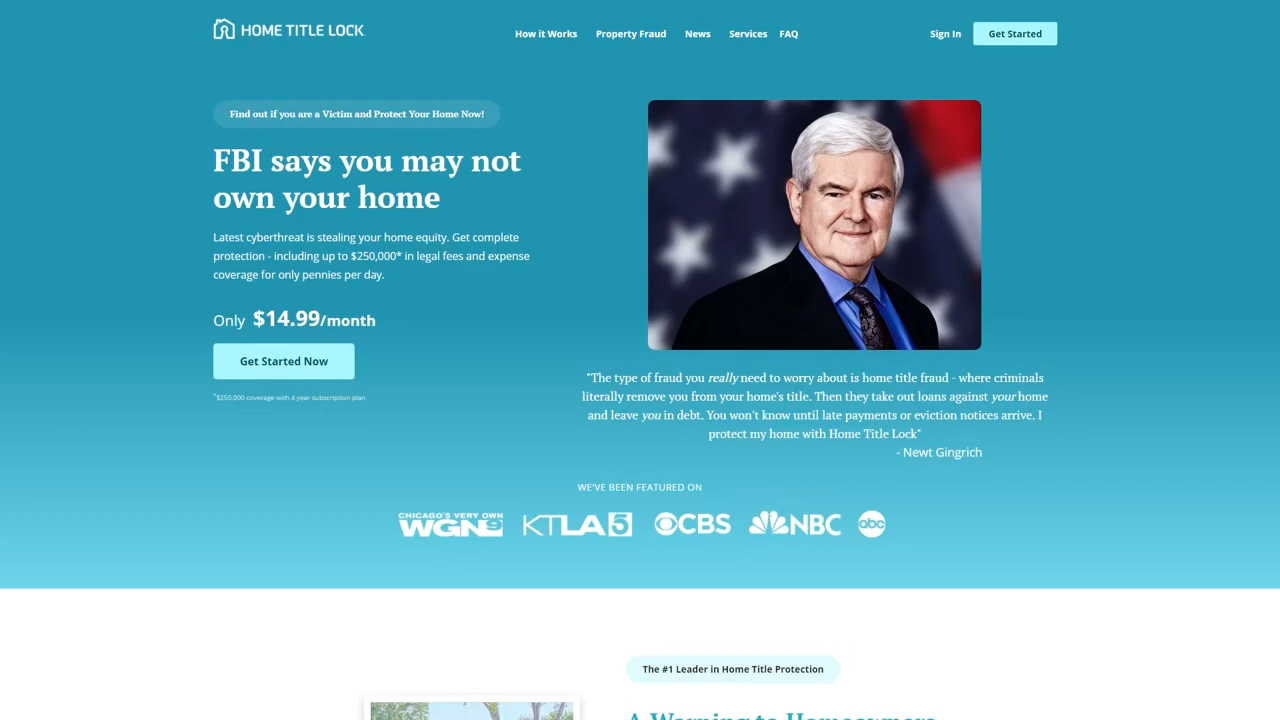 HOME TITLE LOCK
How it Works
Property Fraud
News
Services
FAQ
Sign In
Get Started
Find out if you are a Victim and Protect Your Home Now!
FBI says you may not
own your home
Latest cyberthreat is stealing your home equity. Get complete
protection - including up to $250,000* in legal fees and expense
coverage for only pennies per day.
Only $14.99/month
Get Started Now
*$250,000 coverage with 4 year subscription plan
"The type of fraud you really need to worry about is home title fraud - where criminals
literally remove you from your home's title. Then they take out loans against your home
and leave you in debt. You won't know until late payments or eviction notices arrive. I
protect my home with Home Title Lock"
- Newt Gingrich
WE'VE BEEN FEATURED ON
CHICAGO'S VERY OWN
WGN9
KTLA 5
CBS
NBC
abc
The #1 Leader in Home Title Protection
A Warning to Homeowners